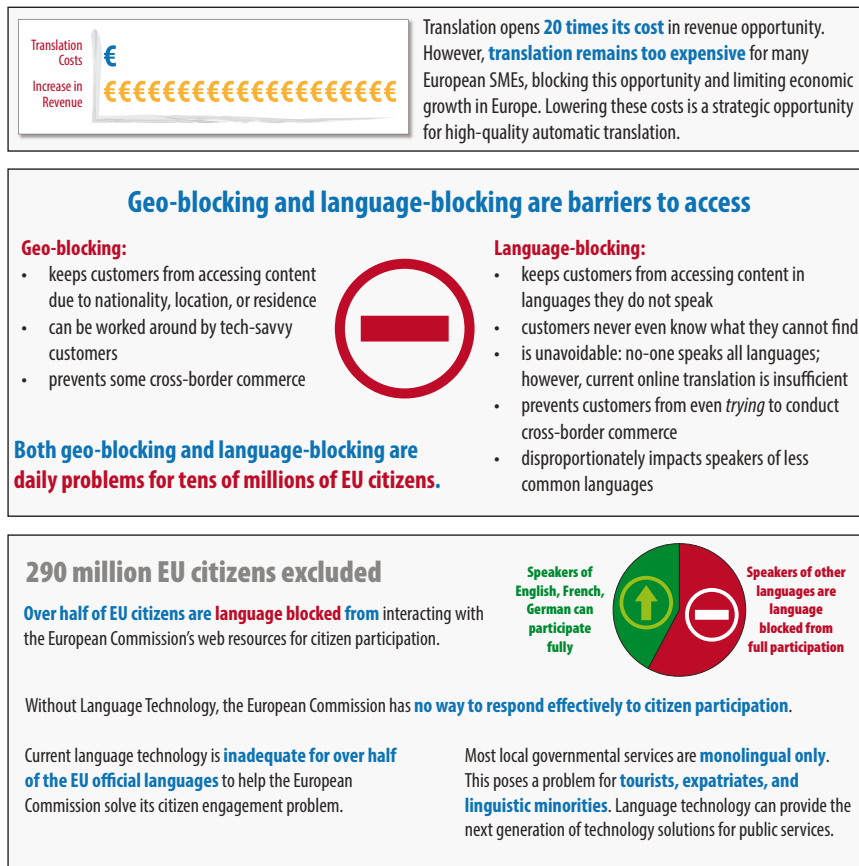 Translation
Costs
€
Increase in
Revenue
€€€€€€€€€€€€€€€€€€€€
Translation opens 20 times its cost in revenue opportunity.
However, translation remains too expensive for many
European SMEs, blocking this opportunity and limiting economic
growth in Europe. Lowering these costs is a strategic opportunity
for high-quality automatic translation.
Geo-blocking and language-blocking are barriers to access
Geo-blocking:
• keeps customers from accessing content
due to nationality, location, or residence
• can be worked around by tech-savvy
customers
• prevents some cross-border commerce
Both geo-blocking and language-blocking are
daily problems for tens of millions of EU citizens.
Language-blocking:
• keeps customers from accessing content in
languages they do not speak
• customers never even know what they cannot find
• is unavoidable: no-one speaks all languages;
however, current online translation is insufficient
• prevents customers from even trying to conduct
cross-border commerce
• disproportionately impacts speakers of less
common languages
290 million EU citizens excluded
Over half of EU citizens are language blocked from interacting with
the European Commission's web resources for citizen participation.
Speakers of
English, French,
German can
participate
fully
Speakers of other
languages are
language
blocked from
full participation
Without Language Technology, the European Commission has no way to respond effectively to citizen participation.
Current language technology is inadequate for over half
of the EU official languages to help the European
Commission solve its citizen engagement problem.
Most local governmental services are monolingual only.
This poses a problem for tourists, expatriates, and
linguistic minorities. Language technology can provide the
next generation of technology solutions for public services.